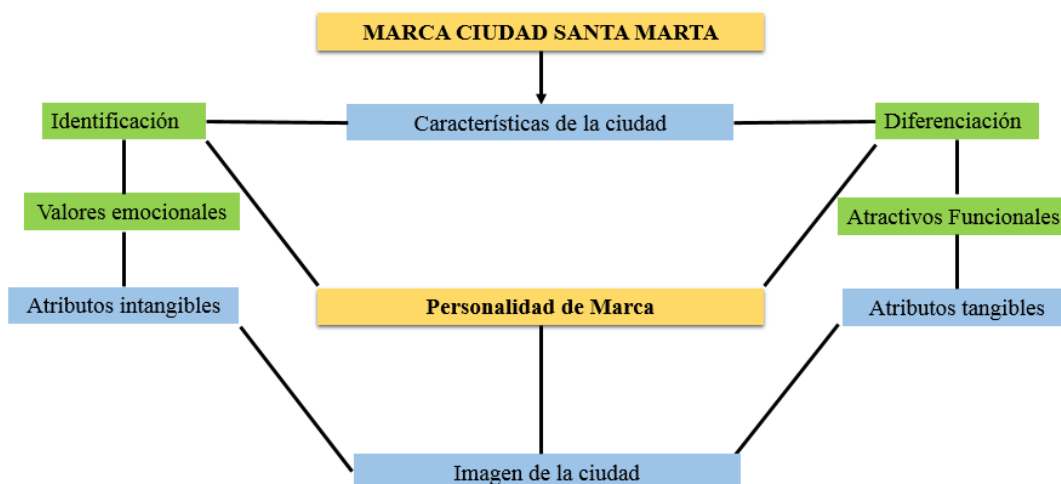 MARCA CIUDAD SANTA MARTA
Identificación
Características de la ciudad
Diferenciación
Valores emocionales
Atractivos Funcionales
Atributos intangibles
Personalidad de Marca
Atributos tangibles
Imagen de la ciudad